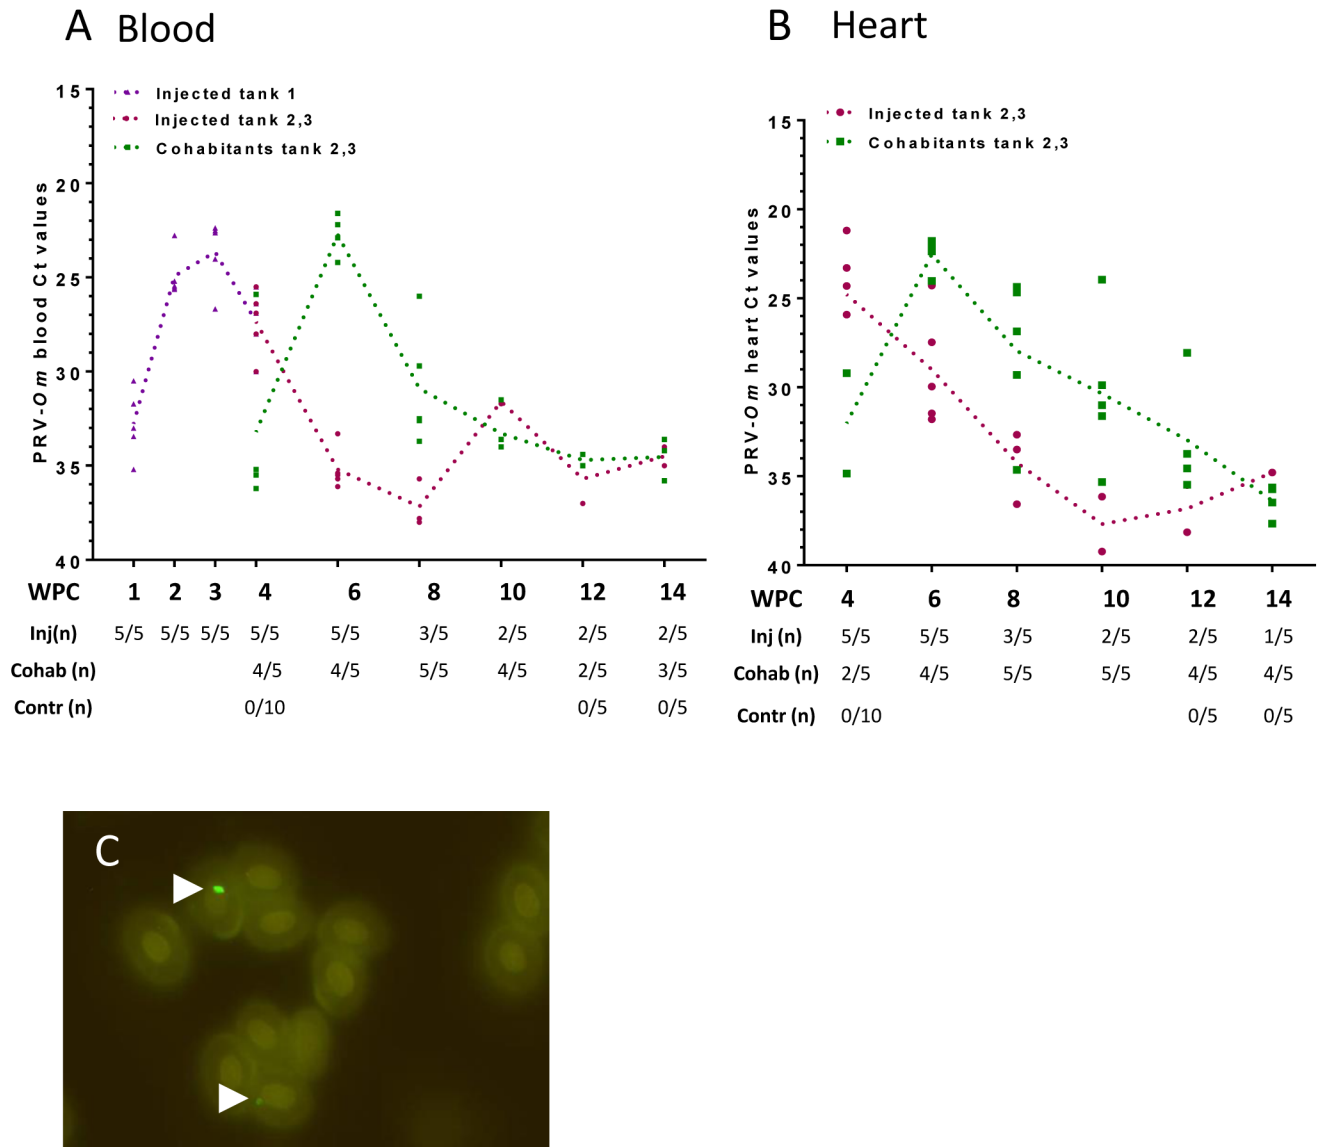 A Blood
15
20
25
30
35
40
PRV-Om blood Ct values
Injected tank 1
Injected tank 2,3
Cohabitants tank 2,3
WPC 1 2 3 4 6 8 10 12 14
Inj(n) 5/5 5/5 5/5 5/5 5/5 3/5 2/5 2/5 2/5
Cohab (n) 4/5 4/5 5/5 4/5 2/5 3/5
Contr (n) 0/10 0/5 0/5
B Heart
15
20
25
30
35
40
PRV-Om heart Ct values
Injected tank 2,3
Cohabitants tank 2,3
WPC 4 6 8 10 12 14
Inj (n) 5/5 5/5 3/5 2/5 2/5 1/5
Cohab (n) 2/5 4/5 5/5 5/5 4/5 4/5
Contr (n) 0/10 0/5 0/5
C